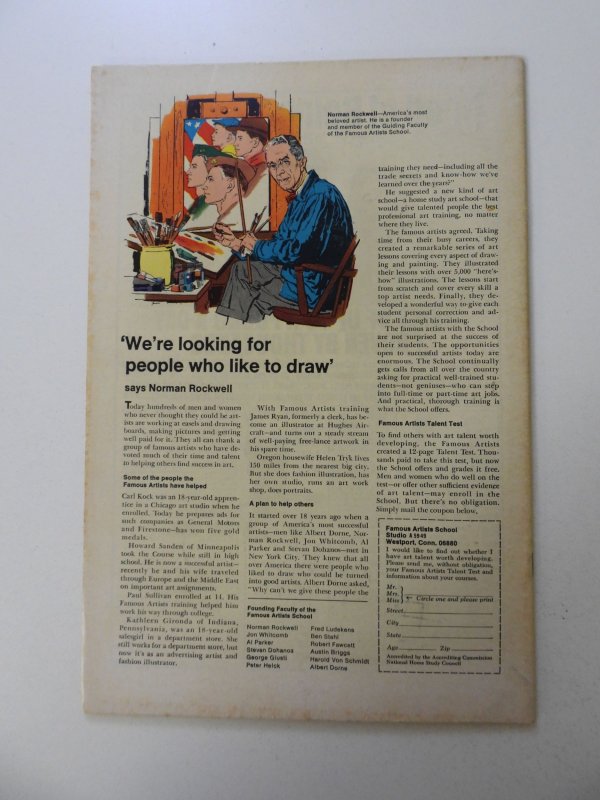 Norman Rockwell—America's most
beloved artist. He is a founder
and member of the Guiding Faculty
of the Famous Artists School.
'We're looking for
people who like to draw'
says Norman Rockwell
Today hundreds of men and women
who never thought they could be art-
ists are working at easels and drawing
boards, making pictures and getting
well paid for it. They all can thank a
group of famous artists who have de-
voted much of their time and talent
to helping others find success in art.
Some of the people the
Famous Artists have helped
Carl Kock was an 18-year-old appren-
tice in a Chicago art studio when he
enrolled. Today he prepares ads for
such companies as General Motors
and Firestone—has won five gold
medals.
Howard Sanden of Minneapolis
took the Course while still in high
school. He is now a successful artist—
recently he and his wife traveled
through Europe and the Middle East
on important art assignments.
Paul Sullivan enrolled at 14. His
Famous Artists training helped him
work his way through college.
Kathleen Gironda of Indiana,
Pennsylvania, was an 18-year-old
salesgirl in a department store. She
still works for a department store, but
now it's as an advertising artist and
fashion illustrator.
With Famous Artists training
James Ryan, formerly a clerk, has be-
come an illustrator at Hughes Air-
craft—and turns out a steady stream
of well-paying free-lance artwork in
his spare time.
Oregon housewife Helen Tryk lives
150 miles from the nearest big city.
But she does fashion illustration, has
her own studio, runs an art work
shop, does portraits.
A plan to help others
It started over 18 years ago when a
group of America's most successful
artists—men like Albert Dorne, Nor-
man Rockwell, Jon Whitcomb, Al
Parker and Stevan Dohanos—met in
New York City. They knew that all
over America there were people who
liked to draw who could be turned
into good artists. Albert Dorne asked,
"Why can't we give these people the
Founding Faculty of the
Famous Artists School
Norman Rockwell
Jon Whitcomb
Al Parker
Stevan Dohanos
George Giusti
Peter Helck
Fred Ludekens
Ben Stahl
Robert Fawcett
Austin Briggs
Harold Von Schmidt
Albert Dorne
training they need—including all the
trade secrets and know-how we've
learned over the years?"
He suggested a new kind of art
school—a home study art school—that
would give talented people the best
professional art training, no matter
where they live.
The famous artists agreed. Taking
time from their busy careers, they
created a remarkable series of art
lessons covering every aspect of draw-
ing and painting. They illustrated
their lessons with over 5,000 "here's-
how" illustrations. The lessons start
from scratch and cover every skill a
top artist needs. Finally, they de-
veloped a wonderful way to give each
student personal correction and ad-
vice all through his training.
The famous artists with the School
are not surprised at the success of
their students. The opportunities
open to successful artists today are
enormous. The School continually
gets calls from all over the country
asking for practical well-trained stu-
dents—not geniuses—who can step
into full-time or part-time art jobs.
And practical, thorough training is
what the School offers.
Famous Artists Talent Test
To find others with art talent worth
developing, the Famous Artists
created a 12-page Talent Test. Thou-
sands paid to take this test, but now
the School offers and grades it free.
Men and women who do well on the
test—or offer other sufficient evidence
of art talent—may enroll in the
School. But there's no obligation.
Simply mail the coupon below.
Famous Artists School
Studio
Westport, Conn. 06880
I would like to find out whether I
have art talent worth developing.
Please send me, without obligation,
your Famous Artists Talent Test and
information about your courses.
Mr.
Mrs.
Miss Circle one and please print
Street
City
State
Age Zip
Accredited by the Accrediting Commission
National Home Study Council